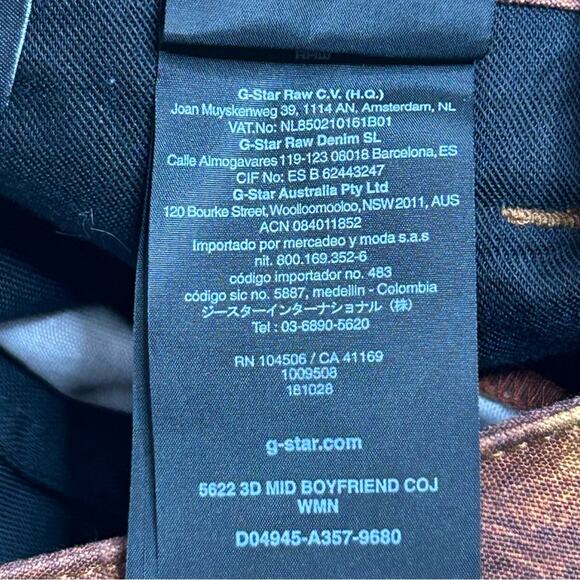 G-Star Raw C.V. (H.Q.)
Joan Muyskenweg 39, 1114 AN, Amsterdam, NL
VAT.No: NL850210161B01
G-Star Raw Denim SL
Calle Almogavares 119-123 08018 Barcelona, ES
CIF No: ES B 62443247
G-Star Australia Pty Ltd
120 Bourke Street, Woolloomooloo, NSW 2011, AUS
ACN 084011852
Importado por mercadeo y moda s.a.s
nit. 800.169.352-6
código importador no. 483
código sic no. 5887, medellin - Colombia
ジースターインターナショナル（株）
Tel : 03-6890-5620
RN 104506 / CA 41169
1009508
181028
g-star.com
5622 3D MID BOYFRIEND COJ
WMN
D04945-A357-9680